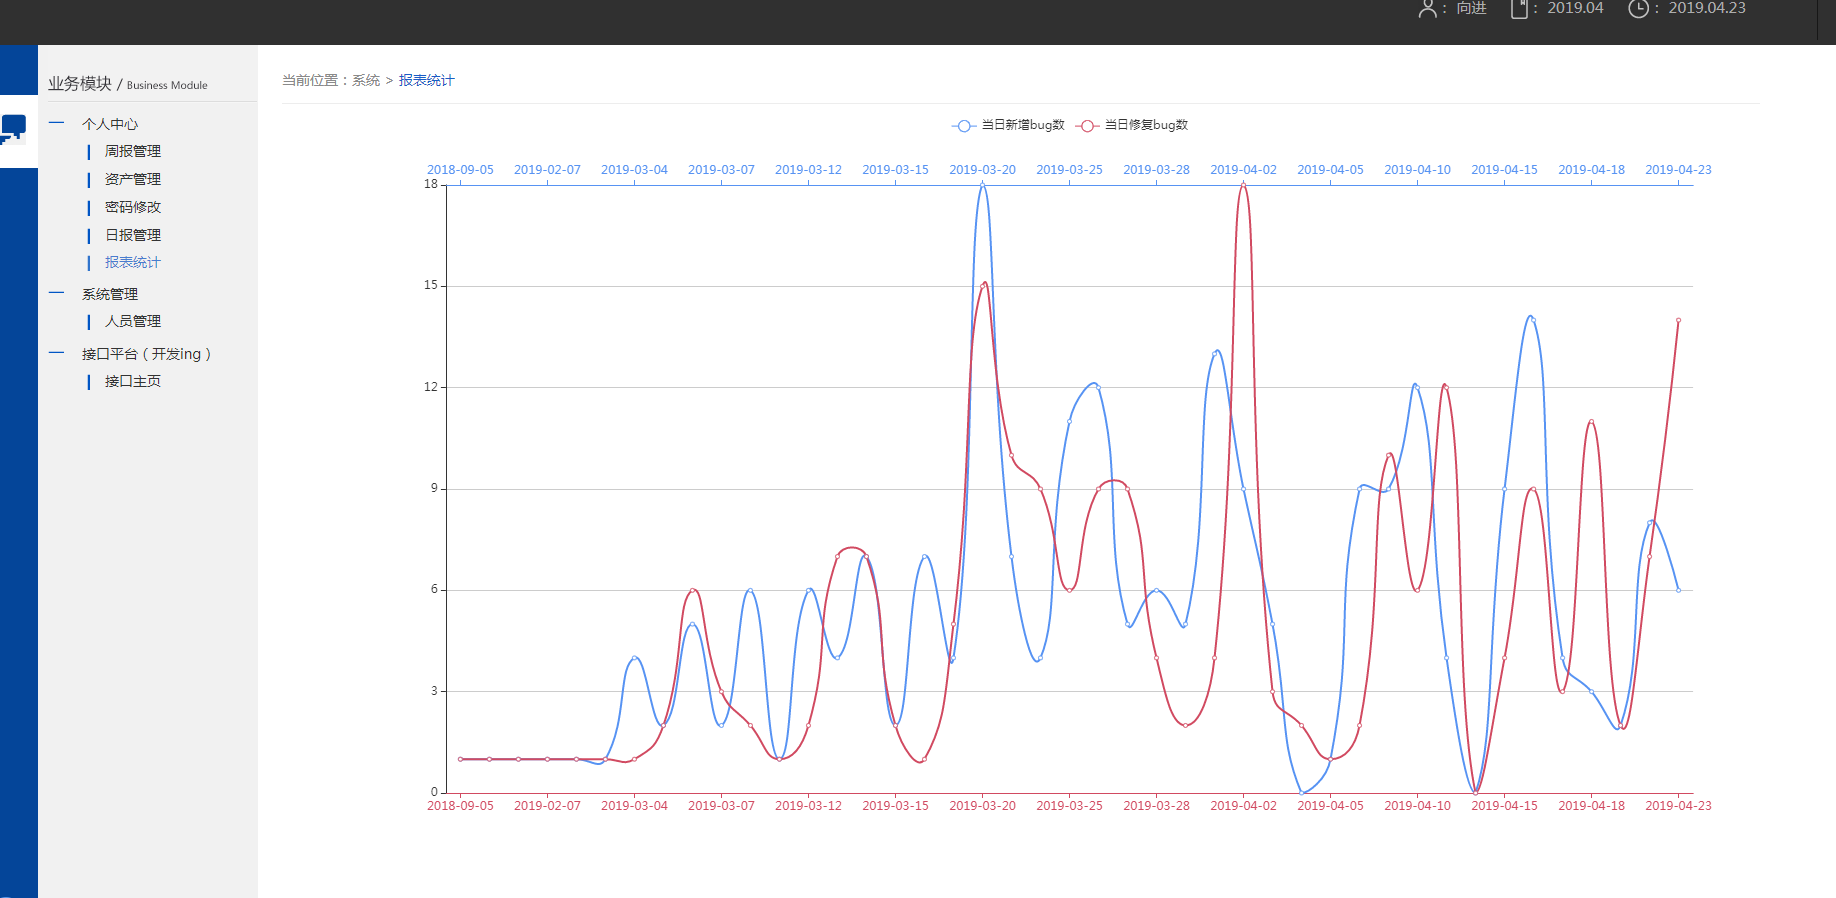 ： 向进 ： 2019.04 ： 2019.04.23
业务模块 / Business Module
个人中心
周报管理
资产管理
密码修改
日报管理
报表统计
系统管理
人员管理
接口平台（开发ing）
接口主页
当前位置：系统 > 报表统计
当日新增bug数 当日修复bug数
2018-09-05 2019-02-07 2019-03-04 2019-03-07 2019-03-12 2019-03-15 2019-03-20 2019-03-25 2019-03-28 2019-04-02 2019-04-05 2019-04-10 2019-04-15 2019-04-18 2019-04-23
18
15
12
9
6
3
0
2018-09-05 2019-02-07 2019-03-04 2019-03-07 2019-03-12 2019-03-15 2019-03-20 2019-03-25 2019-03-28 2019-04-02 2019-04-05 2019-04-10 2019-04-15 2019-04-18 2019-04-23